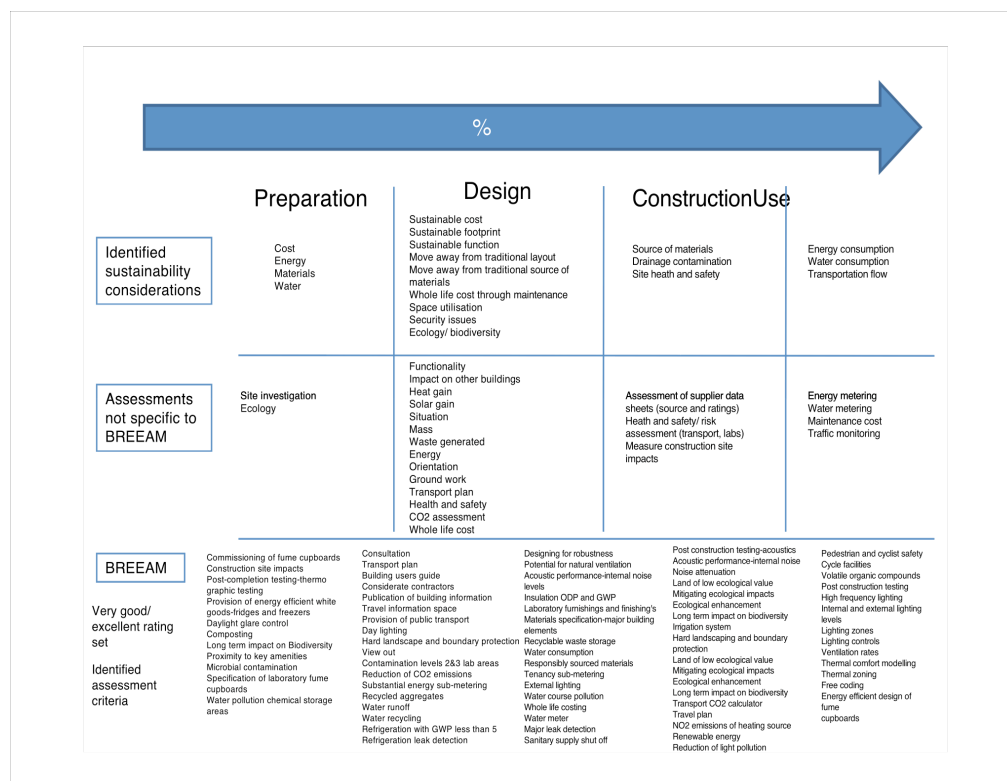 %
Preparation
Design
ConstructionUse
Identified
sustainability
considerations
Cost
Energy
Materials
Water
Sustainable cost
Sustainable footprint
Sustainable function
Move away from traditional layout
Move away from traditional source of
materials
Whole life cost through maintenance
Space utilisation
Security issues
Ecology/ biodiversity
Source of materials
Drainage contamination
Site heath and safety
Energy consumption
Water consumption
Transportation flow
Assessments
not specific to
BREEAM
Site investigation
Ecology
Functionality
Impact on other buildings
Heat gain
Solar gain
Situation
Mass
Waste generated
Energy
Orientation
Ground work
Transport plan
Health and safety
CO2 assessment
Whole life cost
Assessment of supplier data
sheets (source and ratings)
Heath and safety/ risk
assessment (transport, labs)
Measure construction site
impacts
Energy metering
Water metering
Maintenance cost
Traffic monitoring
BREEAM
Very good/
excellent rating
set
Identified
assessment
criteria
Commissioning of fume cupboards
Construction site impacts
Post-completion testing-thermo
graphic testing
Provision of energy efficient white
goods-fridges and freezers
Daylight glare control
Composting
Long term impact on Biodiversity
Proximity to key amenities
Microbial contamination
Specification of laboratory fume
cupboards
Water pollution chemical storage
areas
Consultation
Transport plan
Building users guide
Considerate contractors
Publication of building information
Travel information space
Provision of public transport
Day lighting
Hard landscape and boundary protection
View out
Contamination levels 2&3 lab areas
Reduction of CO2 emissions
Substantial energy sub-metering
Recycled aggregates
Water runoff
Water recycling
Refrigeration with GWP less than 5
Refrigeration leak detection
Designing for robustness
Potential for natural ventilation
Acoustic performance-internal noise
levels
Insulation ODP and GWP
Laboratory furnishings and finishing's
Materials specification-major building
elements
Recyclable waste storage
Water consumption
Responsibly sourced materials
Tenancy sub-metering
External lighting
Water course pollution
Whole life costing
Water meter
Major leak detection
Sanitary supply shut off
Post construction testing-acoustics
Acoustic performance-internal noise
Noise attenuation
Land of low ecological value
Mitigating ecological impacts
Ecological enhancement
Long term impact on biodiversity
Irrigation system
Hard landscaping and boundary
protection
Land of low ecological value
Mitigating ecological impacts
Ecological enhancement
Long term impact on biodiversity
Transport CO2 calculator
Travel plan
NO2 emissions of heating source
Renewable energy
Reduction of light pollution
Pedestrian and cyclist safety
Cycle facilities
Volatile organic compounds
Post construction testing
High frequency lighting
Internal and external lighting
levels
Lighting zones
Lighting controls
Ventilation rates
Thermal comfort modelling
Thermal zoning
Free coding
Energy efficient design of
fume
cupboards